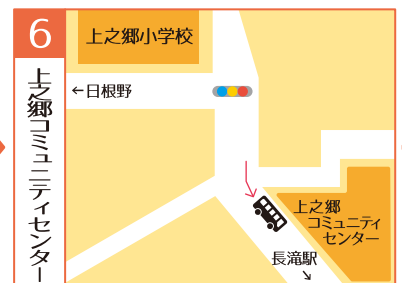 6
上之郷コミュニティセンター
上之郷小学校
←日根野
上之郷
コミュニティ
センター
長滝駅
↘